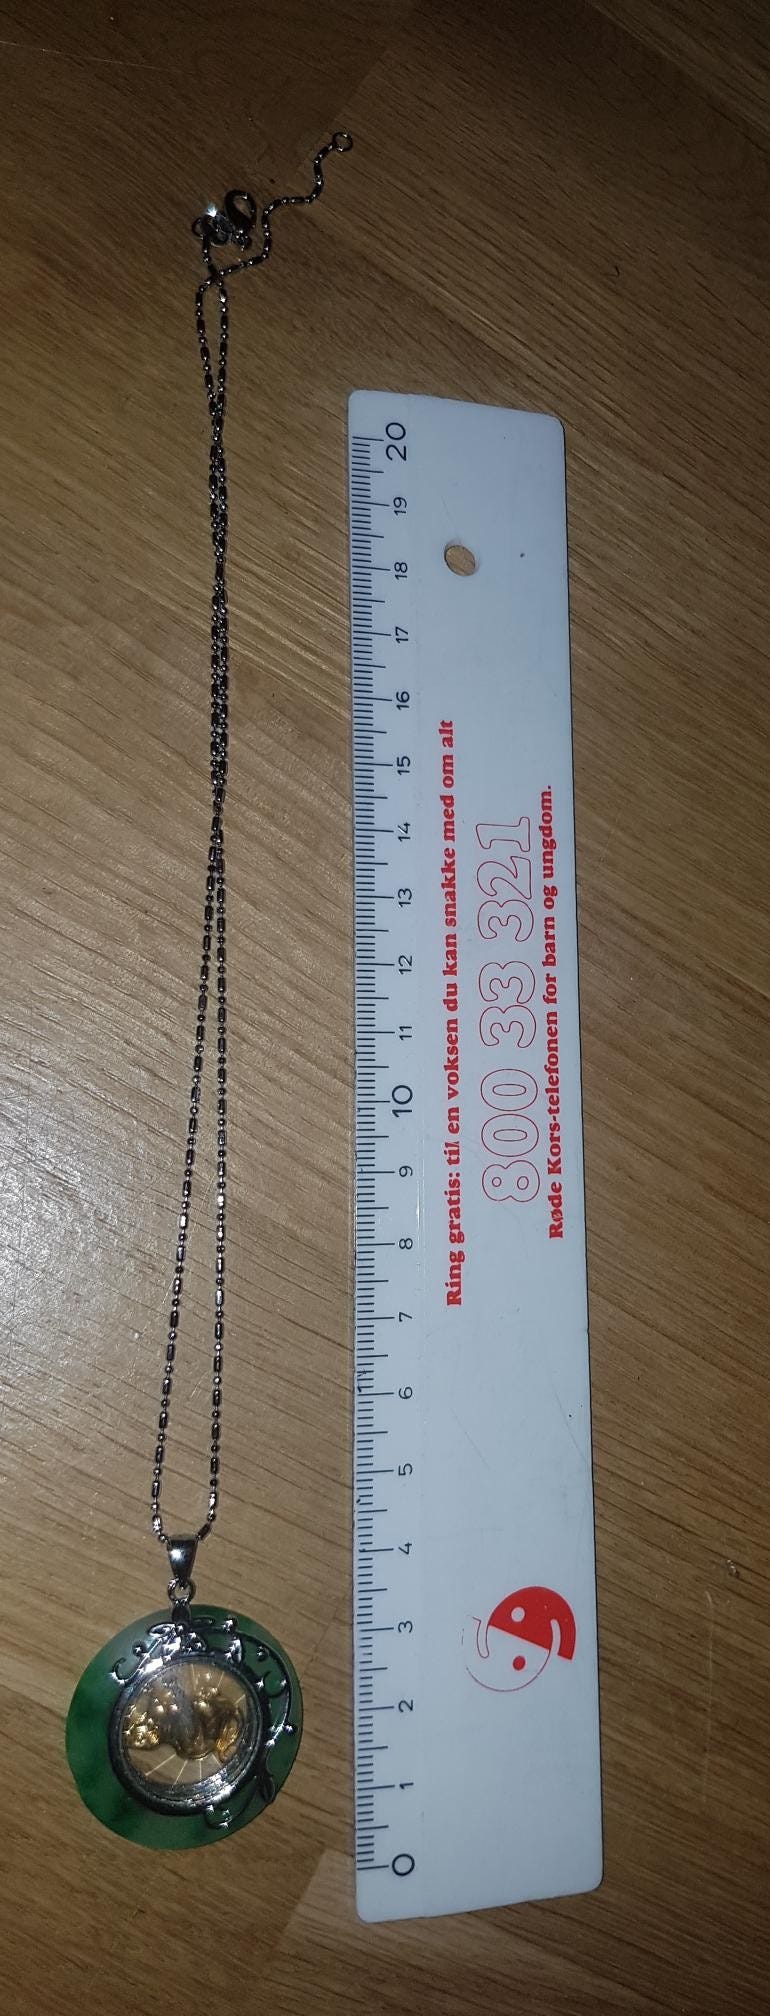 0 1 2 3 4 5 6 7 8 9 10 11 12 13 14 15 16 17 18 19 20
Ring gratis: til en voksen du kan snakke med om alt
800 33 321
Røde Kors-telefonen for barn og ungdom.